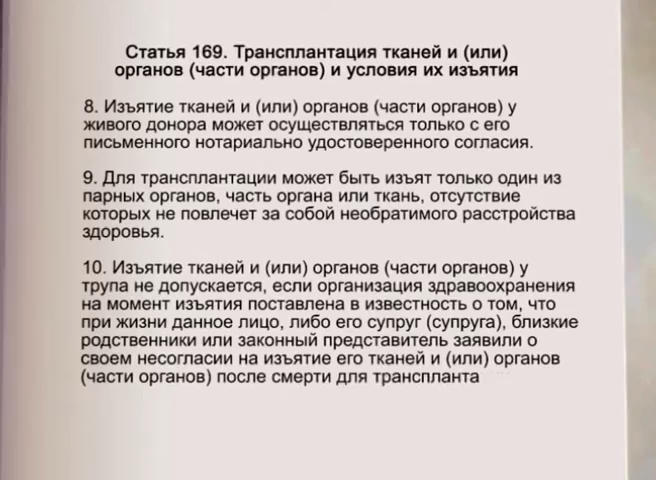 Статья 169. Трансплантация тканей и (или)
органов (части органов) и условия их изъятия
8. Изъятие тканей и (или) органов (части органов) у
живого донора может осуществляться только с его
письменного нотариально удостоверенного согласия.
9. Для трансплантации может быть изъят только один из
парных органов, часть органа или ткань, отсутствие
которых не повлечет за собой необратимого расстройства
здоровья.
10. Изъятие тканей и (или) органов (части органов) у
трупа не допускается, если организация здравоохранения
на момент изъятия поставлена в известность о том, что
при жизни данное лицо, либо его супруг (супруга), близкие
родственники или законный представитель заявили о
своем несогласии на изъятие его тканей и (или) органов
(части органов) после смерти для транспланта